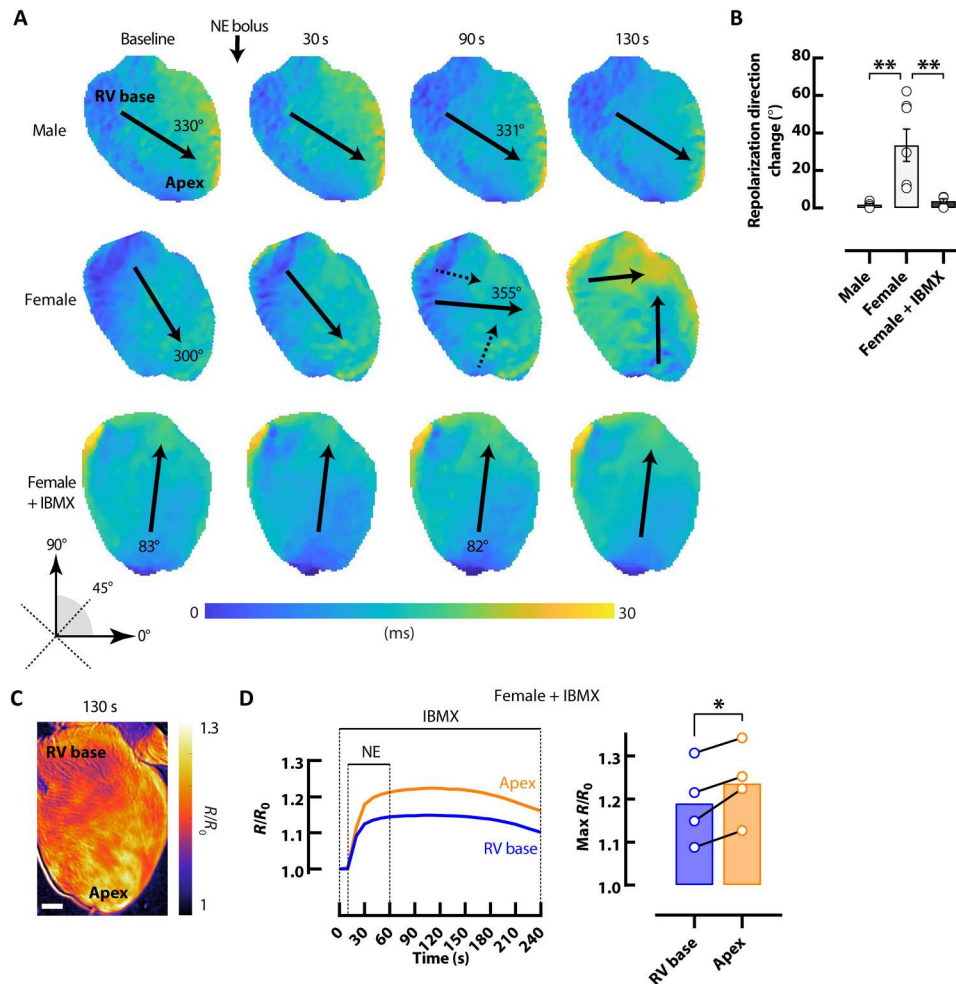 A
NE bolus
Baseline
30 s
90 s
130 s
Male
RV base
330°
Apex
331°
Female
300°
355°
Female
+ IBMX
83°
82°
90°
45°
0°
0
30
(ms)
B
Repolarization direction
change (°)
80
60
40
20
0
**
**
Male
Female
Female + IBMX
C
130 s
RV base
Apex
1.3
R/R0
1
D
Female + IBMX
IBMX
NE
R/R0
1.3
1.2
1.1
1.0
Apex
RV base
0
30
60
90
120
150
180
210
240
Time (s)
*
Max R/R0
1.3
1.2
1.1
1.0
RV base
Apex